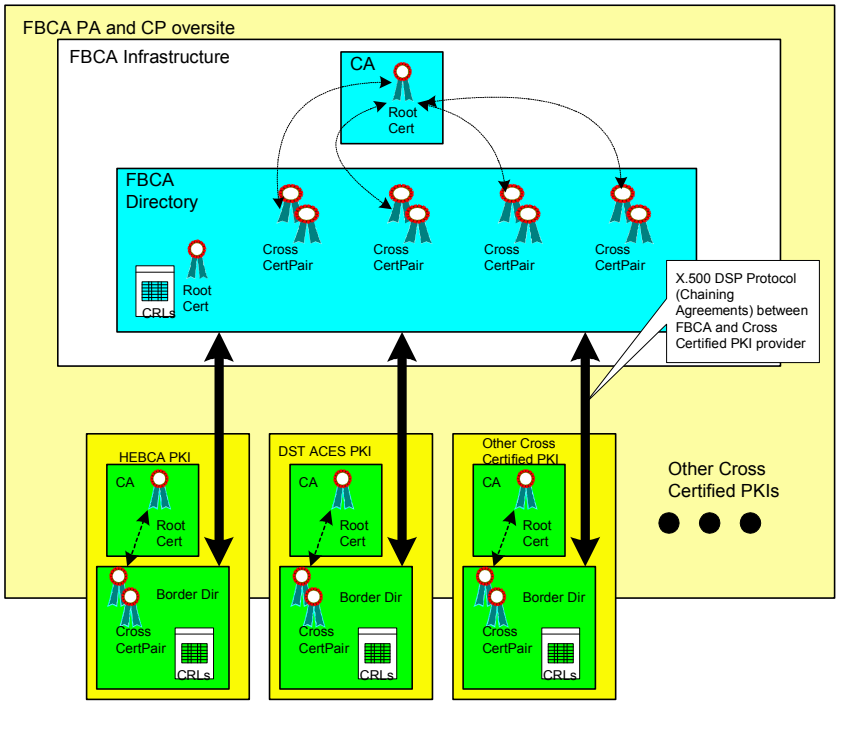 FBCA PA and CP oversite
FBCA Infrastructure
CA
Root
Cert
FBCA
Directory
Cross
CertPair
Cross
CertPair
Cross
CertPair
Cross
CertPair
Root
Cert
CRLs
X.500 DSP Protocol
(Chaining
Agreements) between
FBCA and Cross
Certified PKI provider
HEBCA PKI
CA
Root
Cert
Border Dir
Cross
CertPair
CRLs
DST ACES PKI
CA
Root
Cert
Border Dir
Cross
CertPair
CRLs
Other Cross
Certified PKI
CA
Root
Cert
Border Dir
Cross
CertPair
CRLs
Other Cross
Certified PKIs